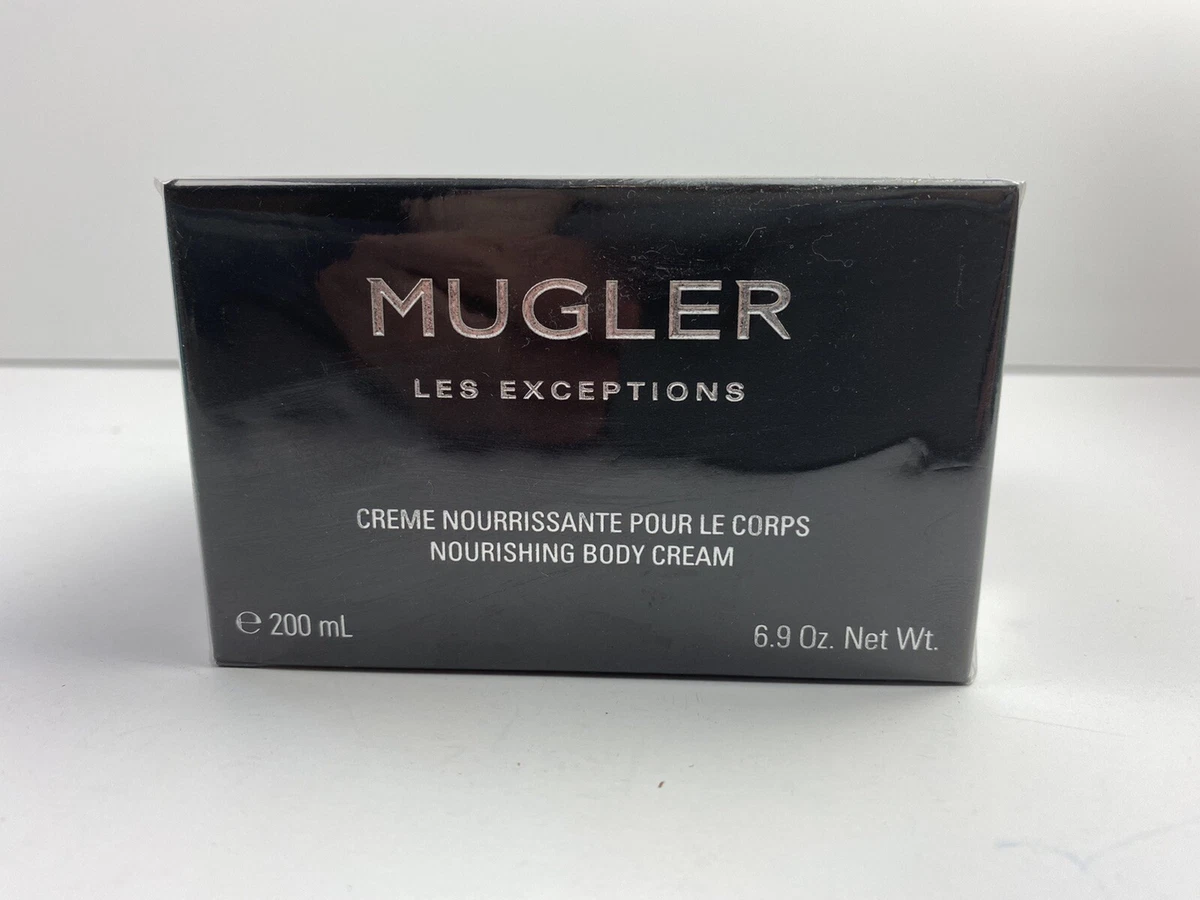 MUGLER
LES EXCEPTIONS
CREME NOURRISSANTE POUR LE CORPS
NOURISHING BODY CREAM
℮ 200 mL
6.9 Oz. Net Wt.